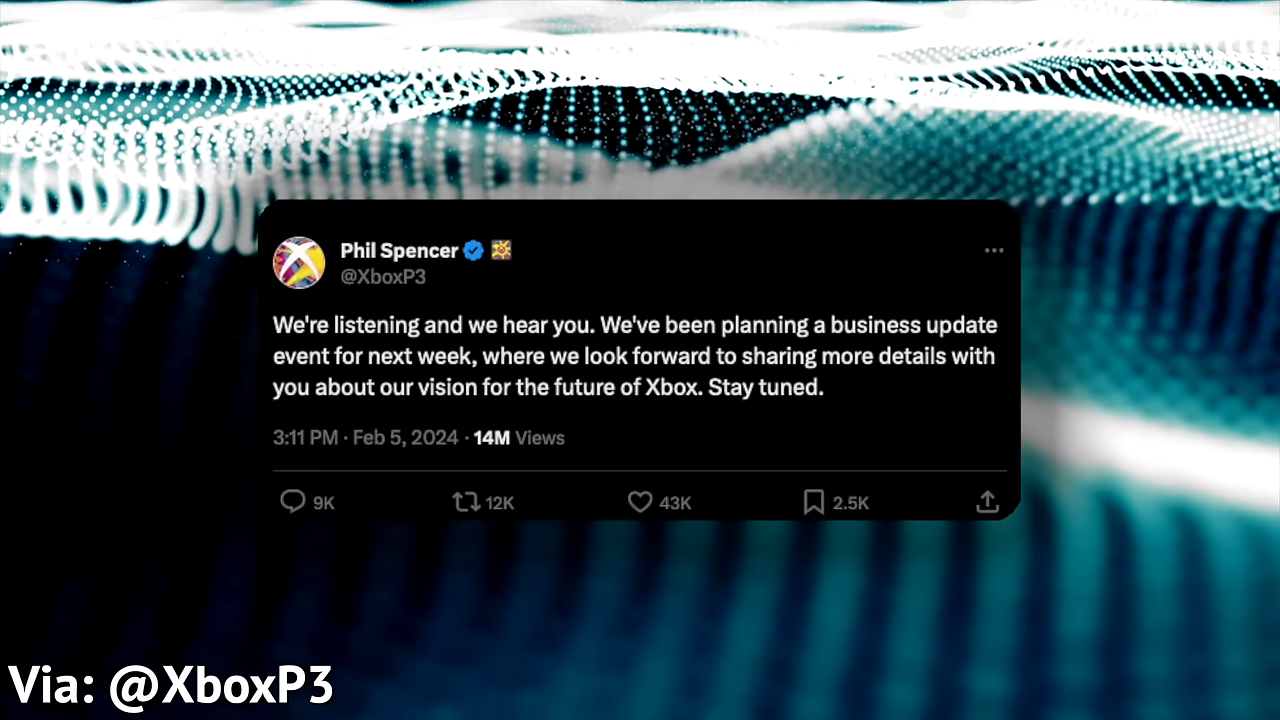 Phil Spencer
@XboxP3
We're listening and we hear you. We've been planning a business update
event for next week, where we look forward to sharing more details with
you about our vision for the future of Xbox. Stay tuned.
3:11 PM · Feb 5, 2024 · 14M Views
9K 12K 43K 2.5K
Via: @XboxP3